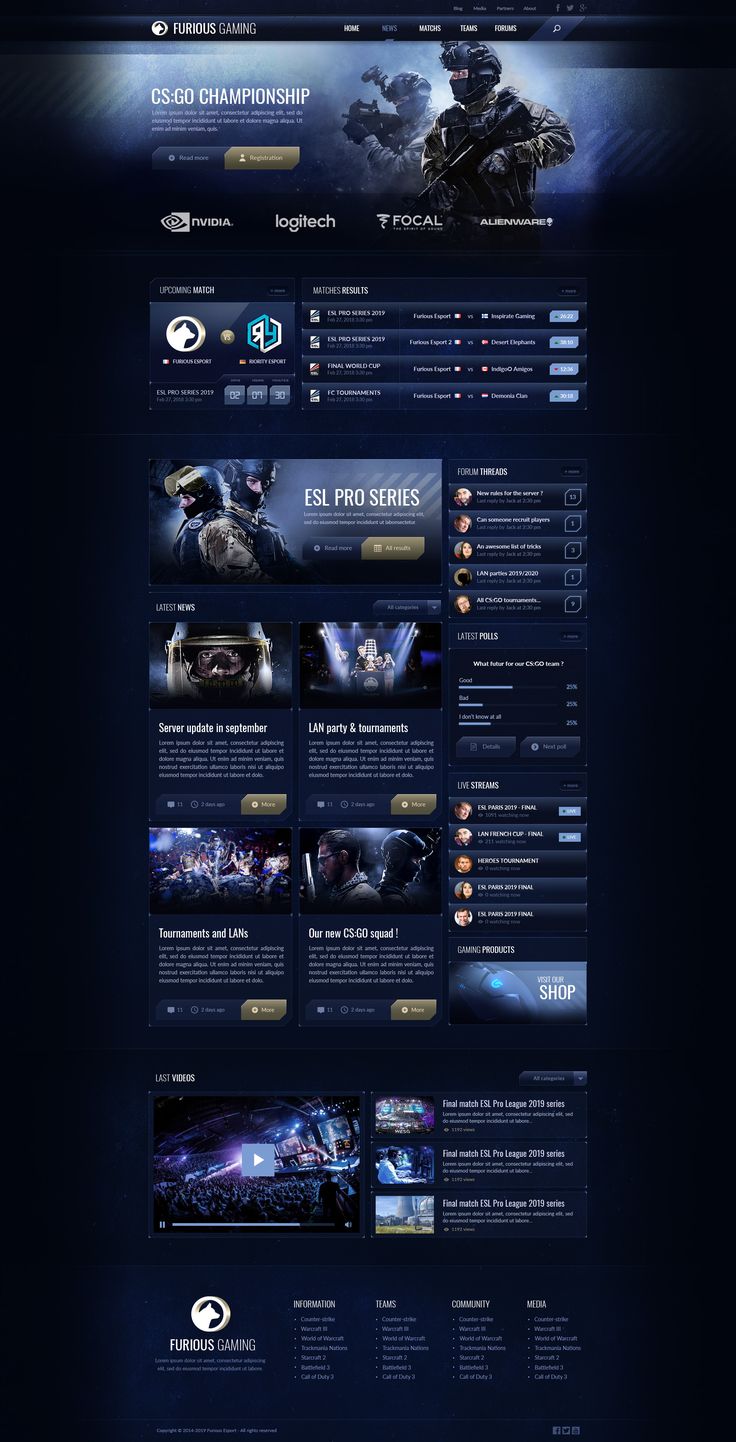 Blog Media Partners About
FURIOUS GAMING
HOME NEWS MATCHS TEAMS FORUMS
CS:GO CHAMPIONSHIP
Lorem ipsum dolor sit amet, consectetur adipiscing elit, sed do
eiusmod tempor incididunt ut labore et dolore magna aliqua. Ut
enim ad minim veniam, quis.
Read more Registration
NVIDIA. logitech FOCAL ALIENWARE
THE SPIRIT OF SOUND
UPCOMING MATCH + more
VS
FURIOUS ESPORT RIORITY ESPORT
ESL PRO SERIES 2019
Feb 27, 2018 3:30 pm
02 07 30
MATCHES RESULTS + more
ESL PRO SERIES 2019
Feb 27, 2018 3:30 pm
Furious Esport vs Inspirate Gaming 26:22
ESL PRO SERIES 2019
Feb 27, 2018 3:30 pm
Furious Esport 2 vs Desert Elephants 38:10
FINAL WORLD CUP
Feb 27, 2018 3:30 pm
Furious Esport vs IndigoO Amigos 12:36
FC TOURNAMENTS
Feb 27, 2018 3:30 pm
Furious Esport vs Demonia Clan 30:18
ESL PRO SERIES
Lorem ipsum dolor sit amet, consectetur adipiscing elit,
sed do eiusmod tempor incididunt ut laboreconsectetur.
Read more All results
LATEST NEWS All categories
Server update in september
Lorem ipsum dolor sit amet, consectetur adipiscing
elit, sed do eiusmod tempor incididunt ut labore et
dolore magna aliqua. Ut enim ad minim veniam, quis
nostrud exercitation ullamco laboris nisi ut aliquip
eiusmod tempor incididunt ut labore et dolo.
11 2 days ago More
LAN party & tournaments
Lorem ipsum dolor sit amet, consectetur adipiscing
elit, sed do eiusmod tempor incididunt ut labore et
dolore magna aliqua. Ut enim ad minim veniam, quis
nostrud exercitation ullamco laboris nisi ut aliquip
eiusmod tempor incididunt ut labore et dolo.
11 2 days ago More
Tournaments and LANs
Lorem ipsum dolor sit amet, consectetur adipiscing
elit, sed do eiusmod tempor incididunt ut labore et
dolore magna aliqua. Ut enim ad minim veniam, quis
nostrud exercitation ullamco laboris nisi ut aliquip
eiusmod tempor incididunt ut labore et dolo.
11 2 days ago More
Our new CS:GO squad !
Lorem ipsum dolor sit amet, consectetur adipiscing
elit, sed do eiusmod tempor incididunt ut labore et
dolore magna aliqua. Ut enim ad minim veniam, quis
nostrud exercitation ullamco laboris nisi ut aliquip
eiusmod tempor incididunt ut labore et dolo.
11 2 days ago More
FORUM THREADS + more
New rules for the server ?
Last reply by Jack at 2:30 pm
13
Can someone recruit players
Last reply by Jack at 2:30 pm
1
An awesome list of tricks
Last reply by Jack at 2:30 pm
3
LAN parties 2019/2020
Last reply by Jack at 2:30 pm
1
All CS:GO tournaments...
Last reply by Jack at 2:30 pm
9
LATEST POLLS + more
What futur for our CS:GO team ?
Good
25%
Bad
25%
I don't know at all
25%
Details Next poll
LIVE STREAMS + more
ESL PARIS 2019 - FINAL
1091 watching now
LIVE
LAN FRENCH CUP - FINAL
211 watching now
LIVE
HEROES TOURNAMENT
0 watching now
ESL PARIS 2019 FINAL
0 watching now
ESL PARIS 2019 FINAL
0 watching now
GAMING PRODUCTS
VISIT OUR
SHOP
LAST VIDEOS All categories
WESG
Final match ESL Pro League 2019 series
Lorem ipsum dolor sit amet, consectetur adipiscing elit, sed
do eiusmod tempor incididunt ut labore...
1192 views
Final match ESL Pro League 2019 series
Lorem ipsum dolor sit amet, consectetur adipiscing elit, sed
do eiusmod tempor incididunt ut labore...
1192 views
Final match ESL Pro League 2019 series
Lorem ipsum dolor sit amet, consectetur adipiscing elit, sed
do eiusmod tempor incididunt ut labore...
1192 views
FURIOUS GAMING
Lorem ipsum dolor sit amet, consectetur adipiscing
elit, sed do eiusmod tempor incididunt ut labore.
INFORMATION
Counter-strike
Warcraft III
World of Warcraft
Trackmania Nations
Starcraft 2
Battlefield 3
Call of Duty 3
TEAMS
Counter-strike
Warcraft III
World of Warcraft
Trackmania Nations
Starcraft 2
Battlefield 3
Call of Duty 3
COMMUNITY
Counter-strike
Warcraft III
World of Warcraft
Trackmania Nations
Starcraft 2
Battlefield 3
Call of Duty 3
MEDIA
Counter-strike
Warcraft III
World of Warcraft
Trackmania Nations
Starcraft 2
Battlefield 3
Call of Duty 3
Copyright © 2014-2019 Furious Esport - All rights reserved